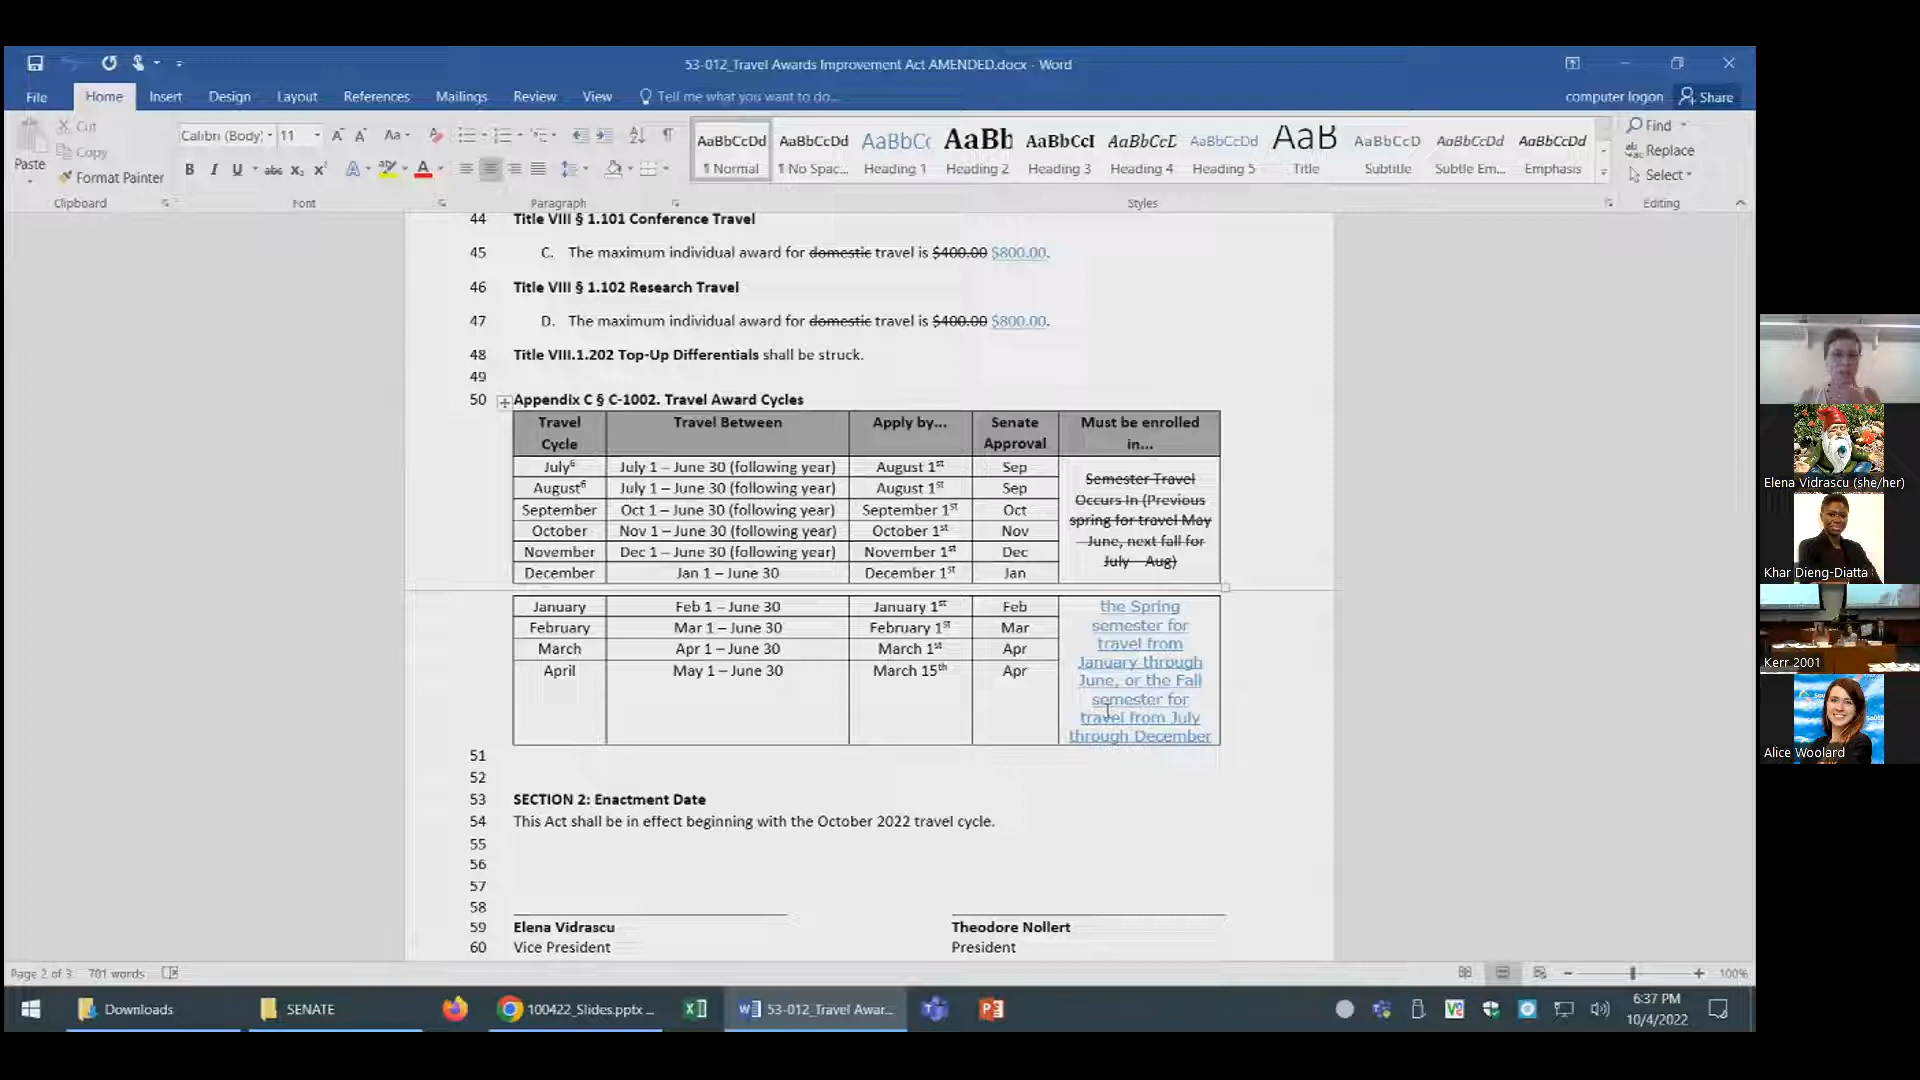 53-012_Travel Awards Improvement Act AMENDED.docx - Word
File Home Insert Design Layout References Mailings Review View Tell me what you want to do... computer logon Share
Cut
Copy
Paste
Format Painter
Clipboard
Calibri (Body) 11
Font
Paragraph
AaBbCcDd AaBbCcDd AaBbCc AaBb AaBbCcI AaBbCcD AaBbCcDd AaB AaBbCcD AaBbCcDd AaBbCcDd
¶ Normal ¶ No Spac... Heading 1 Heading 2 Heading 3 Heading 4 Heading 5 Title Subtitle Subtle Em... Emphasis
Styles
Find
Replace
Select
Editing
44 Title VIII § 1.101 Conference Travel
45 C. The maximum individual award for domestic travel is $400.00 $800.00.
46 Title VIII § 1.102 Research Travel
47 D. The maximum individual award for domestic travel is $400.00 $800.00.
48 Title VIII.1.202 Top-Up Differentials shall be struck.
49
50 Appendix C § C-1002. Travel Award Cycles
Travel Cycle Travel Between Apply by... Senate Approval Must be enrolled in...
July⁶ July 1 – June 30 (following year) August 1st Sep
August⁶ July 1 – June 30 (following year) August 1st Sep
September Oct 1 – June 30 (following year) September 1st Oct
October Nov 1 – June 30 (following year) October 1st Nov
November Dec 1 – June 30 (following year) November 1st Dec
December Jan 1 – June 30 December 1st Jan
Semester Travel
Occurs In (Previous
spring for travel May
– June, next fall for
July – Aug)
January Feb 1 – June 30 January 1st Feb
February Mar 1 – June 30 February 1st Mar
March Apr 1 – June 30 March 1st Apr
April May 1 – June 30 March 15th Apr
the Spring
semester for
travel from
January through
June, or the Fall
semester for
travel from July
through December
51
52
53 SECTION 2: Enactment Date
54 This Act shall be in effect beginning with the October 2022 travel cycle.
55
56
57
58
59 Elena Vidrascu Theodore Nollert
60 Vice President President
Page 2 of 3 701 words 100%
Downloads SENATE 100422_Slides.pptx ... 53-012_Travel Awar...
6:37 PM
10/4/2022
Elena Vidrascu (she/her)
Khar Dieng-Diatta
Kerr 2001
Alice Woolard